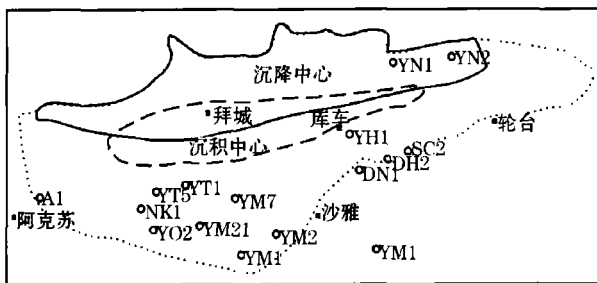 YN1
YN2
沉降中心
拜城
库车
轮台
沉积中心
YH1
SC2
DH2
DN1
A1
YT5
YT1
YM7
阿克苏
NK1
沙雅
YO2
YM21
YM2
YM1
YM1